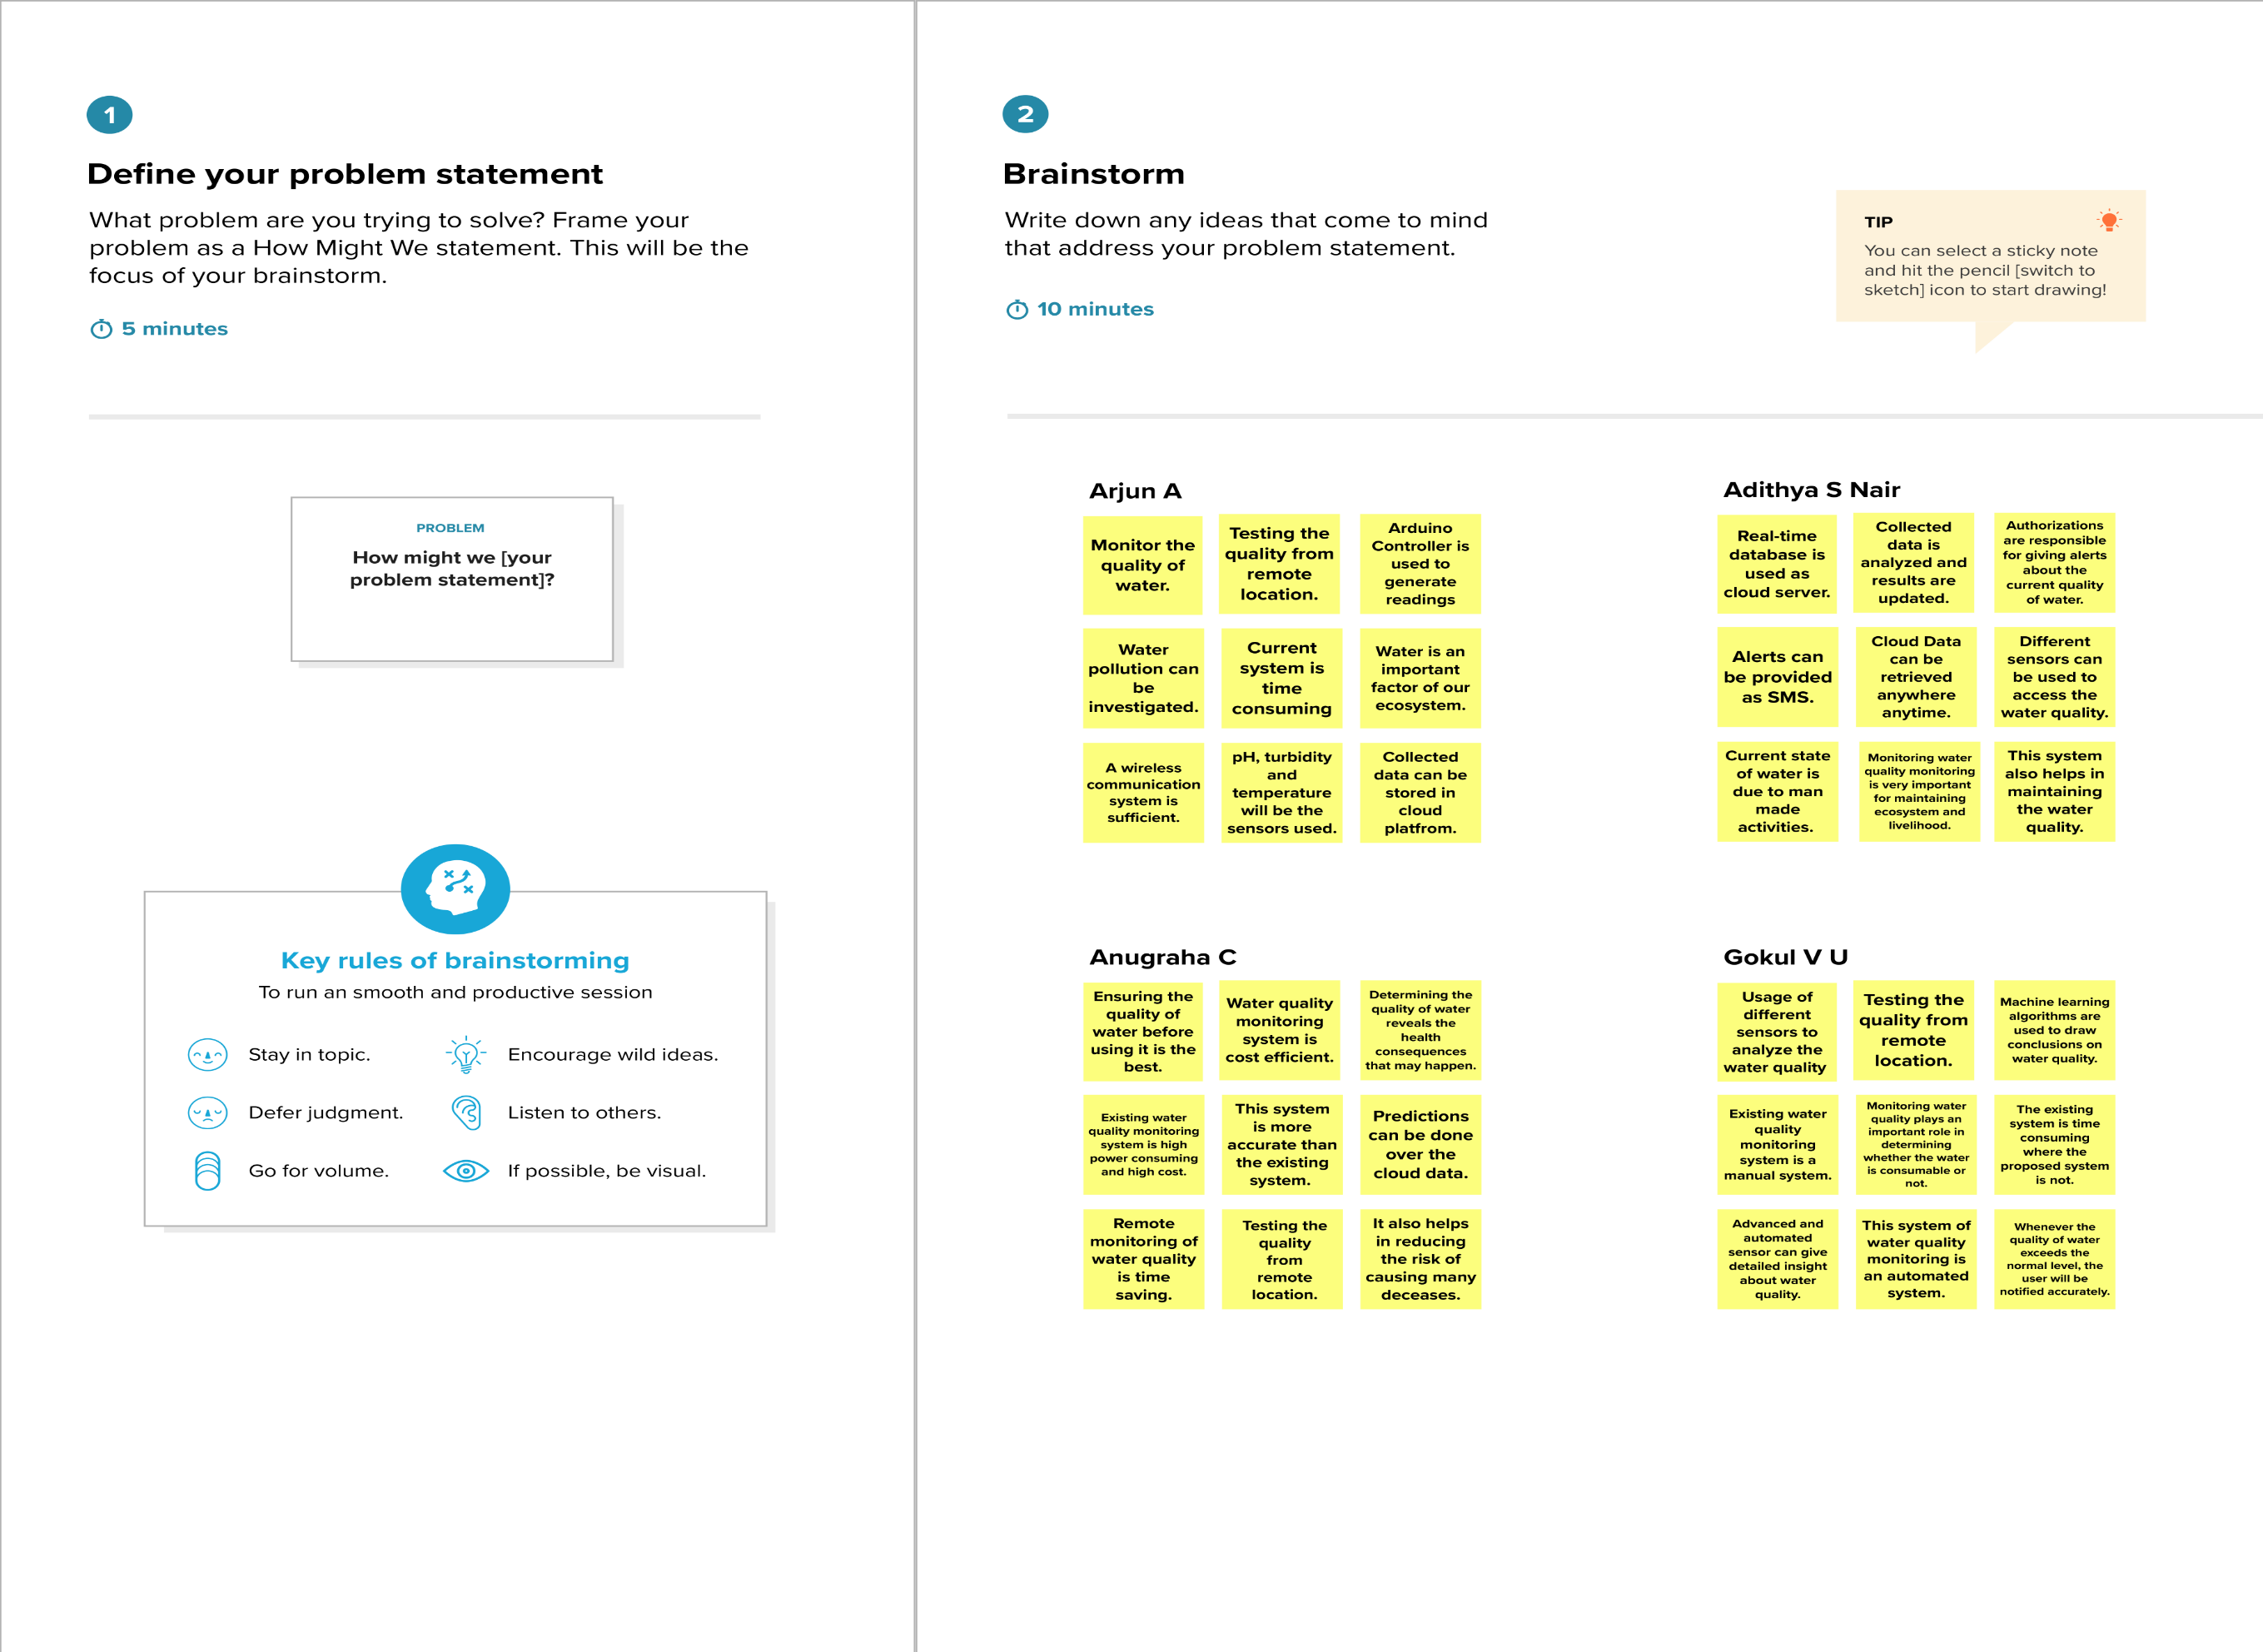 1
Define your problem statement
What problem are you trying to solve? Frame your
problem as a How Might We statement. This will be the
focus of your brainstorm.
5 minutes
PROBLEM
How might we [your
problem statement]?
Key rules of brainstorming
To run an smooth and productive session
Stay in topic.
Encourage wild ideas.
Defer judgment.
Listen to others.
Go for volume.
If possible, be visual.
2
Brainstorm
Write down any ideas that come to mind
that address your problem statement.
10 minutes
TIP
You can select a sticky note
and hit the pencil [switch to
sketch] icon to start drawing!
Arjun A
Monitor the
quality of
water.
Testing the
quality from
remote
location.
Arduino
Controller is
used to
generate
readings
Water
pollution can
be
investigated.
Current
system is
time
consuming
Water is an
important
factor of our
ecosystem.
A wireless
communication
system is
sufficient.
pH, turbidity
and
temperature
will be the
sensors used.
Collected
data can be
stored in
cloud
platfrom.
Adithya S Nair
Real-time
database is
used as
cloud server.
Collected
data is
analyzed and
results are
updated.
Authorizations
are responsible
for giving alerts
about the
current quality
of water.
Alerts can
be provided
as SMS.
Cloud Data
can be
retrieved
anywhere
anytime.
Different
sensors can
be used to
access the
water quality.
Current state
of water is
due to man
made
activities.
Monitoring water
quality monitoring
is very important
for maintaining
ecosystem and
livelihood.
This system
also helps in
maintaining
the water
quality.
Anugraha C
Ensuring the
quality of
water before
using it is the
best.
Water quality
monitoring
system is
cost efficient.
Determining the
quality of water
reveals the
health
consequences
that may happen.
Existing water
quality monitoring
system is high
power consuming
and high cost.
This system
is more
accurate than
the existing
system.
Predictions
can be done
over the
cloud data.
Remote
monitoring of
water quality
is time
saving.
Testing the
quality
from
remote
location.
It also helps
in reducing
the risk of
causing many
deceases.
Gokul V U
Usage of
different
sensors to
analyze the
water quality
Testing the
quality from
remote
location.
Machine learning
algorithms are
used to draw
conclusions on
water quality.
Existing water
quality
monitoring
system is a
manual system.
Monitoring water
quality plays an
important role in
determining
whether the water
is consumable or
not.
The existing
system is time
consuming
where the
proposed system
is not.
Advanced and
automated
sensor can give
detailed insight
about water
quality.
This system of
water quality
monitoring is
an automated
system.
Whenever the
quality of water
exceeds the
normal level, the
user will be
notified accurately.